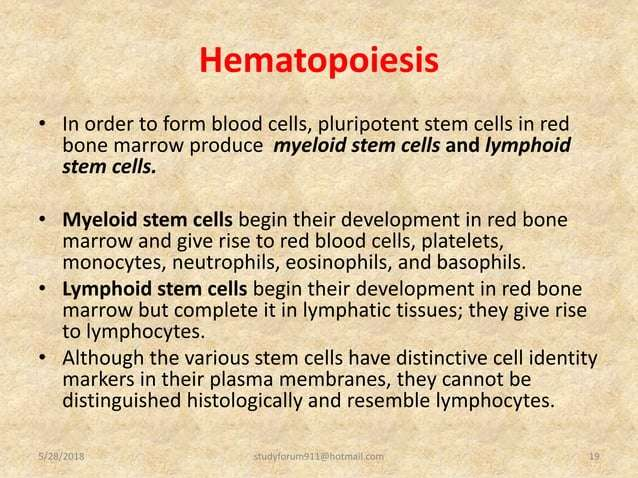 Hematopoiesis
• In order to form blood cells, pluripotent stem cells in red
bone marrow produce myeloid stem cells and lymphoid
stem cells.
• Myeloid stem cells begin their development in red bone
marrow and give rise to red blood cells, platelets,
monocytes, neutrophils, eosinophils, and basophils.
• Lymphoid stem cells begin their development in red bone
marrow but complete it in lymphatic tissues; they give rise
to lymphocytes.
• Although the various stem cells have distinctive cell identity
markers in their plasma membranes, they cannot be
distinguished histologically and resemble lymphocytes.
5/28/2018 studyforum911@hotmail.com 19